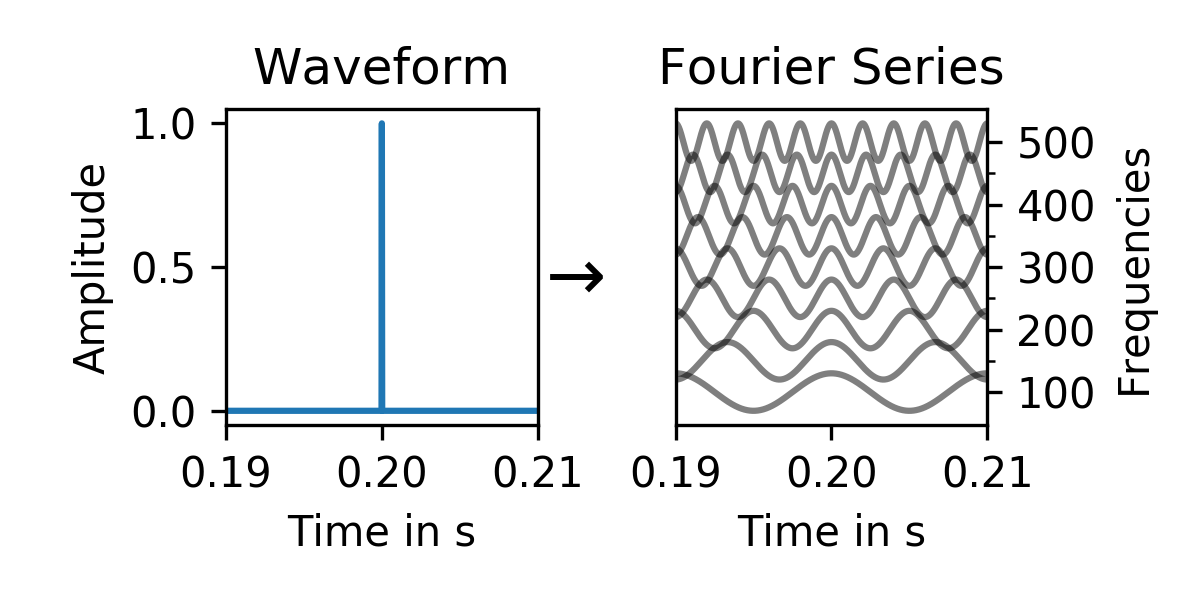 Waveform
1.0
0.5
0.0
Amplitude
0.19 0.20 0.21
Time in s
→
Fourier Series
500
400
300
200
100
Frequencies
0.19 0.20 0.21
Time in s